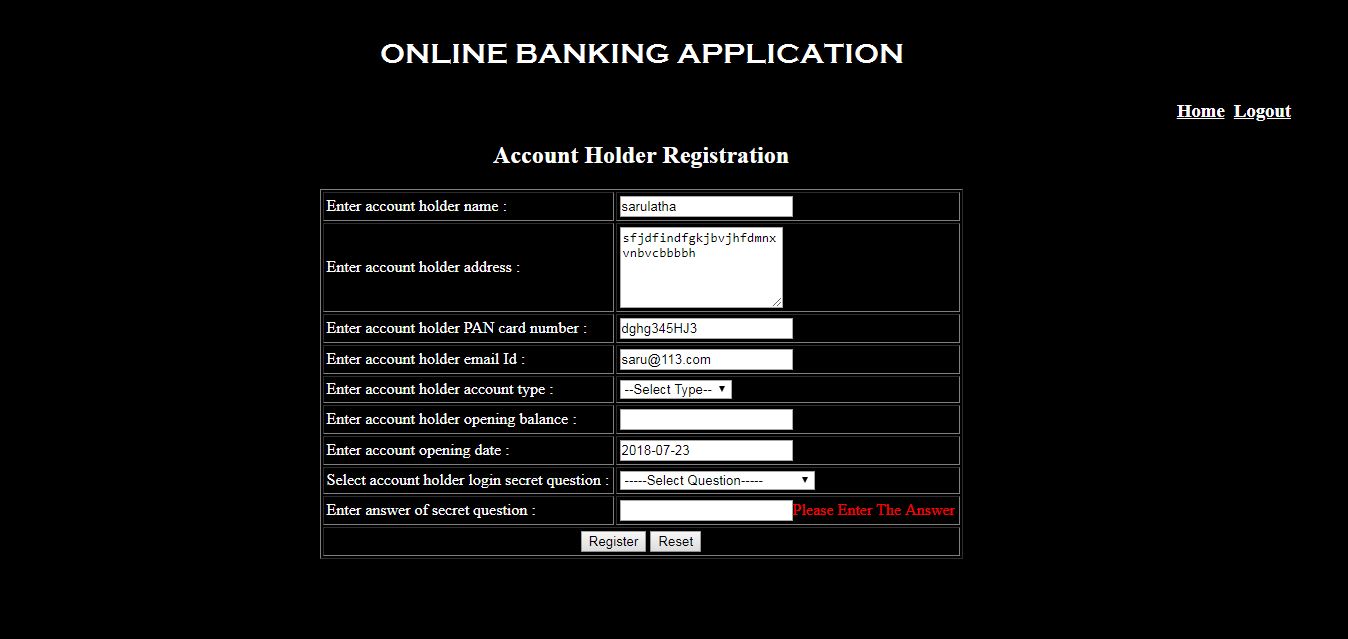 ONLINE BANKING APPLICATION
Home Logout
Account Holder Registration
Enter account holder name : sarulatha
Enter account holder address : sfjdfindfgkjbvjhfdmnx
vnbvcbbbbh
Enter account holder PAN card number : dghg345HJ3
Enter account holder email Id : saru@113.com
Enter account holder account type : --Select Type--
Enter account holder opening balance :
Enter account opening date : 2018-07-23
Select account holder login secret question : -----Select Question-----
Enter answer of secret question : Please Enter The Answer
Register Reset